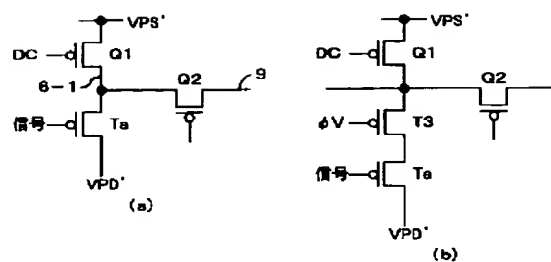 VPS'
DC
Q1
6-1
Q2
9
信号
Ta
VPD'
(a)
VPS'
DC
Q1
Q2
φV
T3
信号
Ta
VPD'
(b)